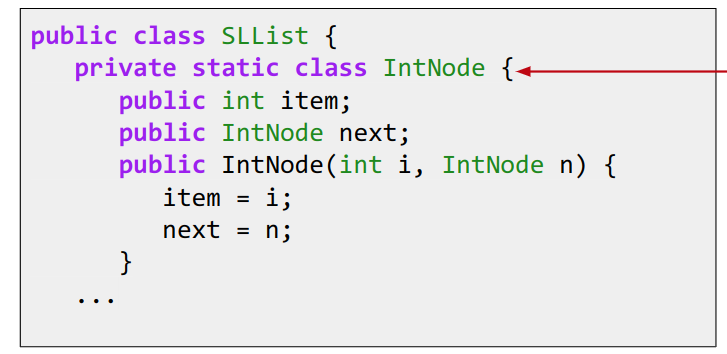 public class SLList {
   private static class IntNode {
      public int item;
      public IntNode next;
      public IntNode(int i, IntNode n) {
         item = i;
         next = n;
      }
   ...